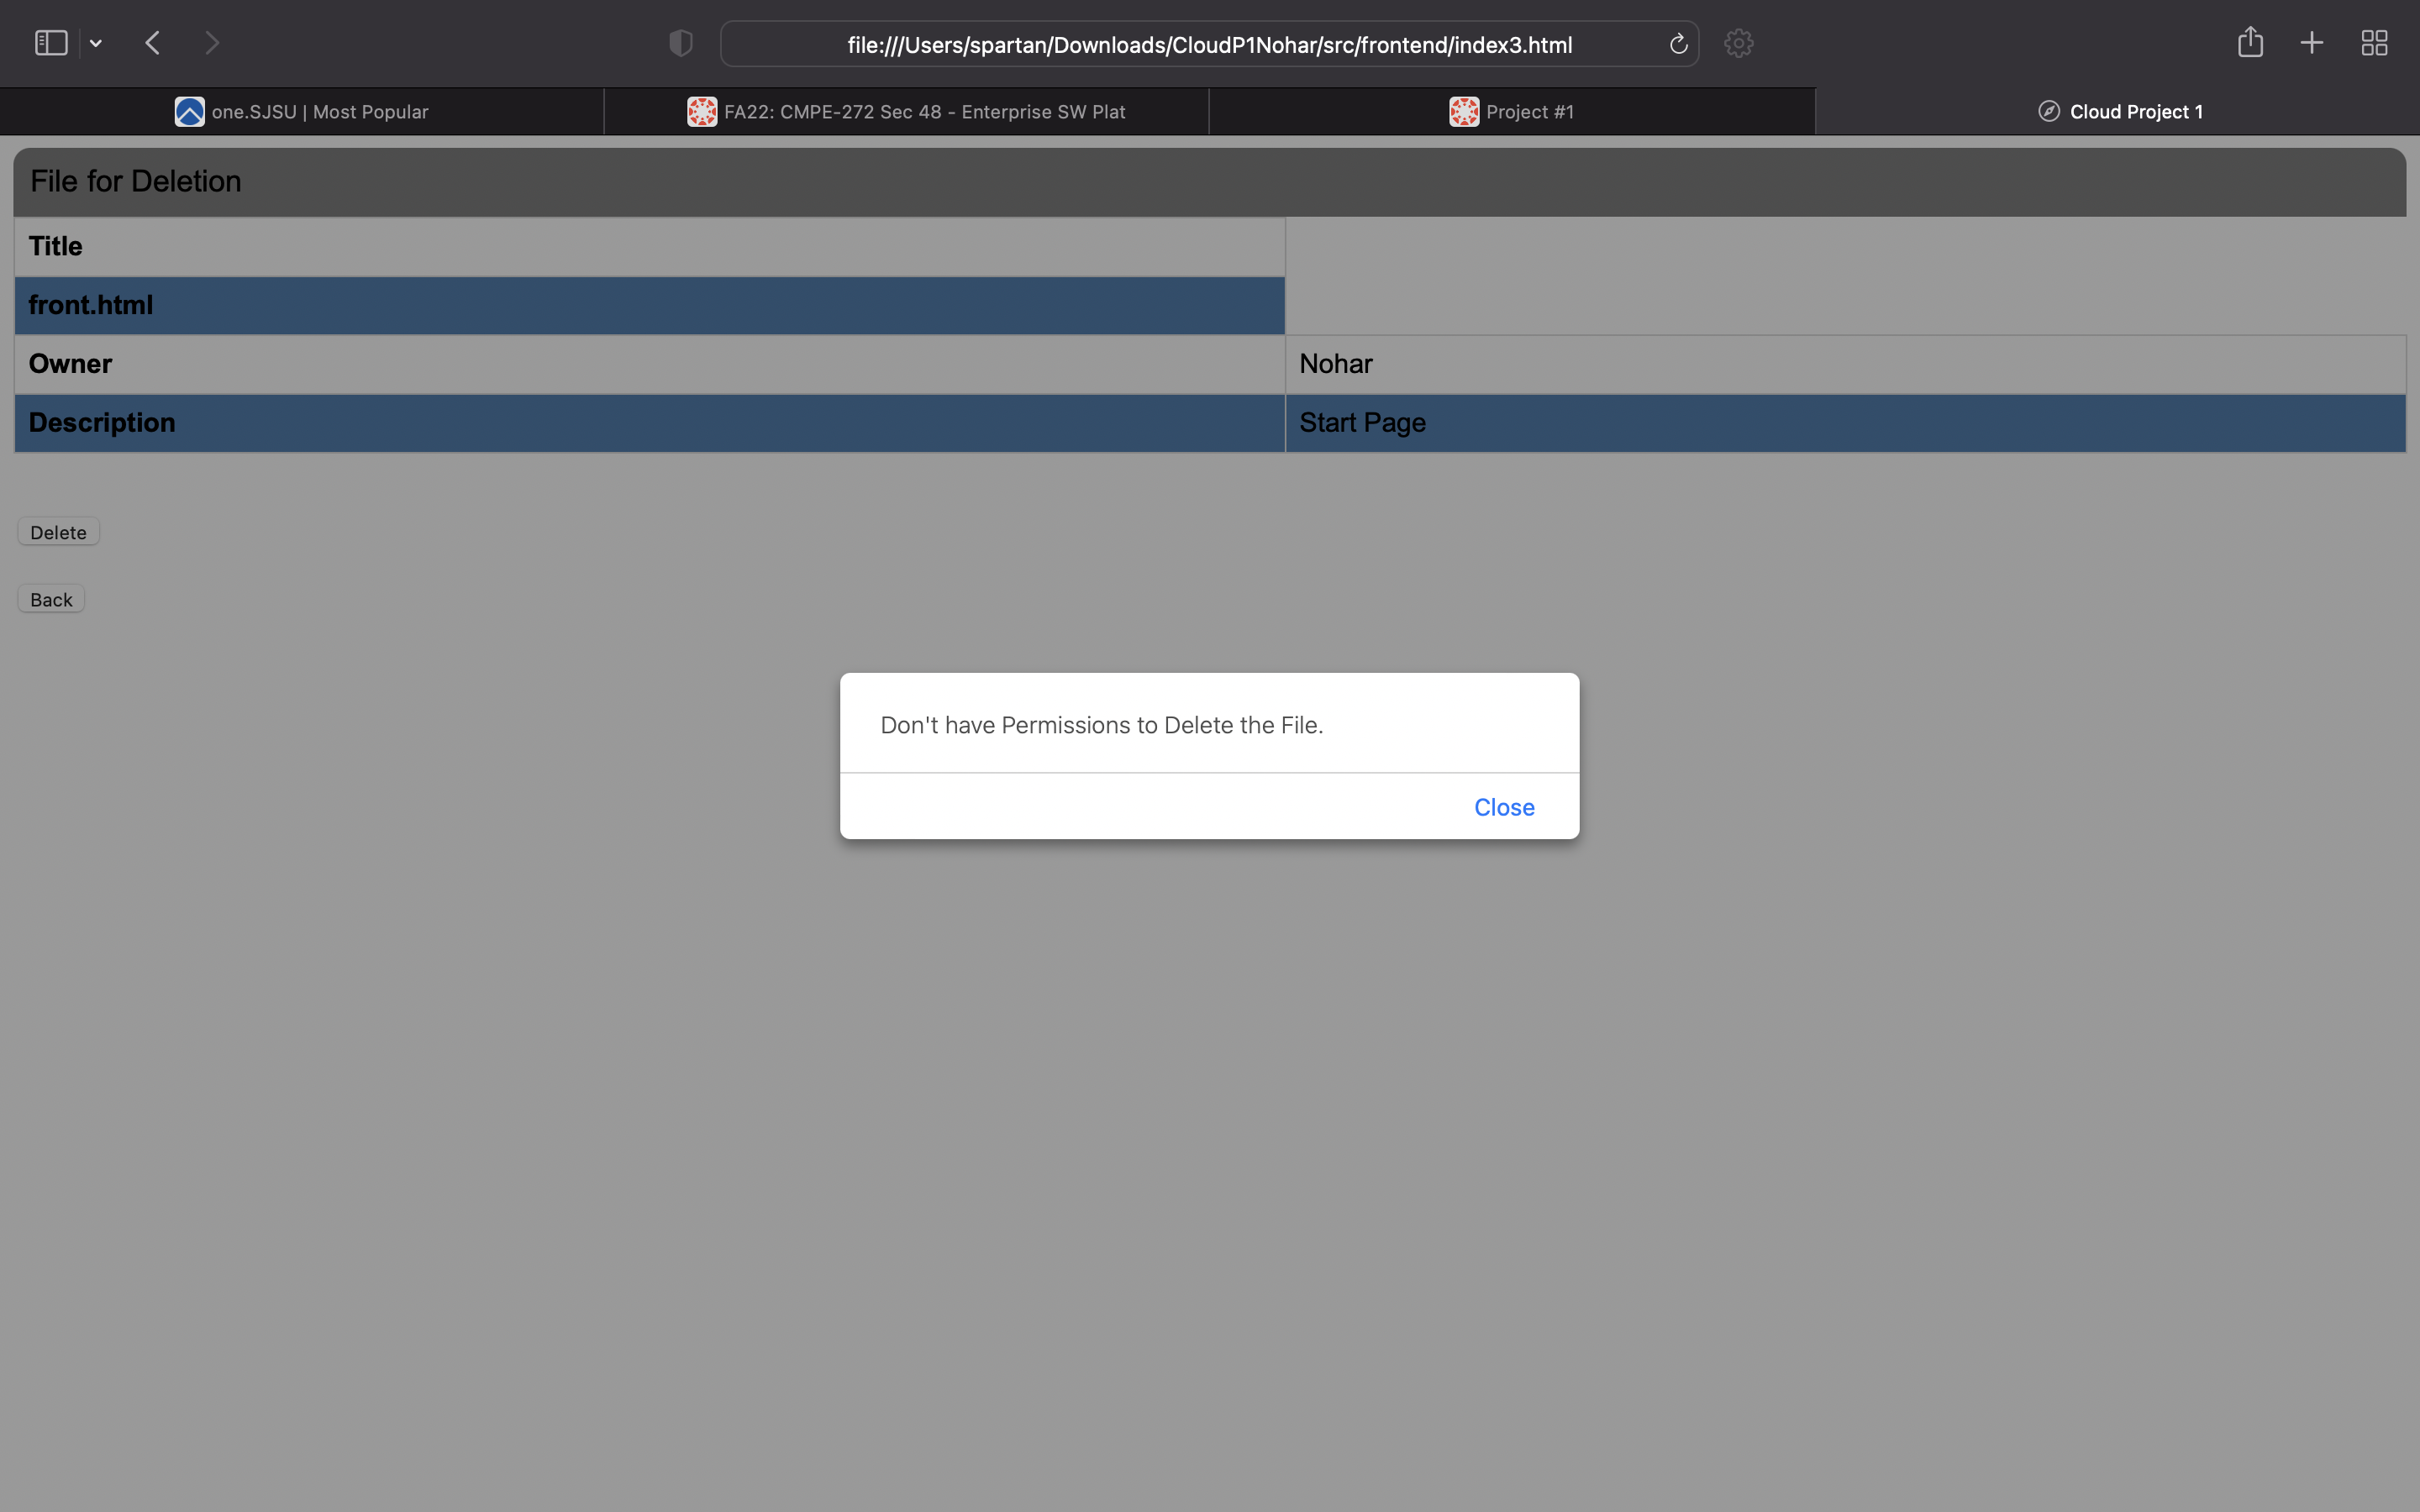 file:///Users/spartan/Downloads/CloudP1Nohar/src/frontend/index3.html
one.SJSU | Most Popular
FA22: CMPE-272 Sec 48 - Enterprise SW Plat
Project #1
Cloud Project 1
File for Deletion
Title
front.html
Owner Nohar
Description Start Page
Delete
Back
Don't have Permissions to Delete the File.
Close